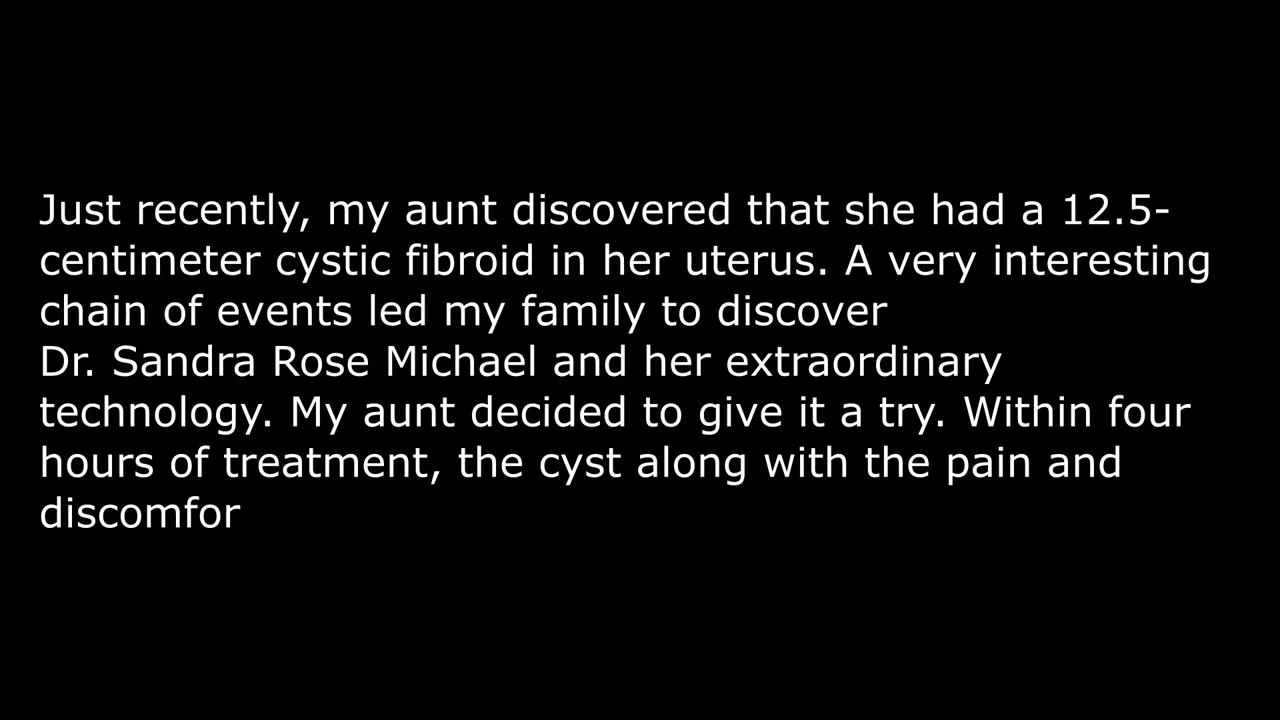 Just recently, my aunt discovered that she had a 12.5-
centimeter cystic fibroid in her uterus. A very interesting
chain of events led my family to discover
Dr. Sandra Rose Michael and her extraordinary
technology. My aunt decided to give it a try. Within four
hours of treatment, the cyst along with the pain and
discomfor